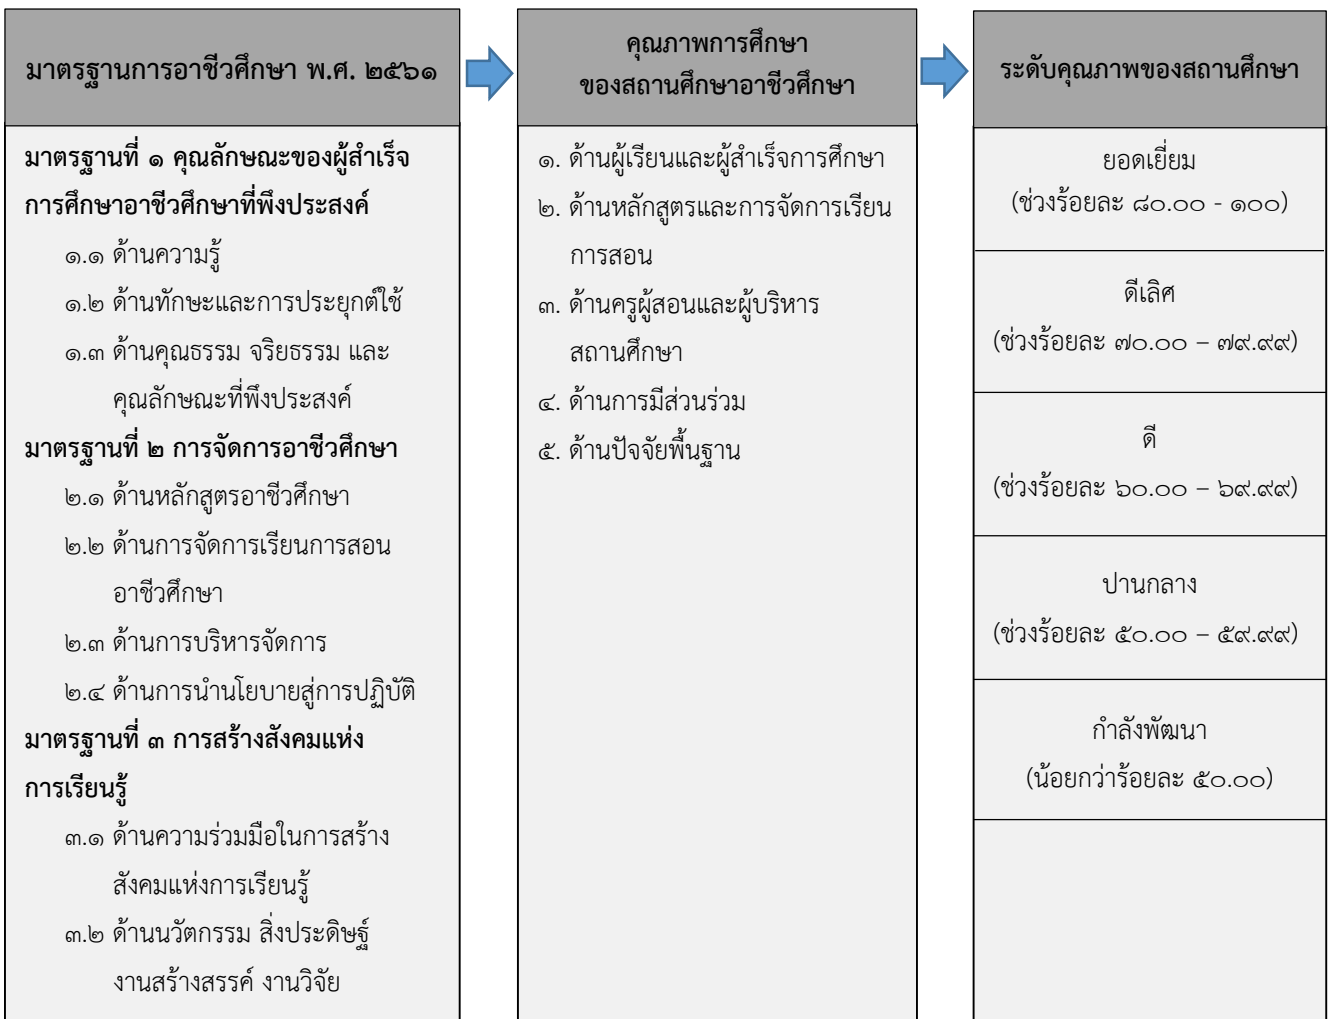 มาตรฐานการอาชีวศึกษา พ.ศ. ๒๕๖๑
มาตรฐานที่ ๑ คุณลักษณะของผู้สำเร็จ
การศึกษาอาชีวศึกษาที่พึงประสงค์
๑.๑ ด้านความรู้
๑.๒ ด้านทักษะและการประยุกต์ใช้
๑.๓ ด้านคุณธรรม จริยธรรม และ
คุณลักษณะที่พึงประสงค์
มาตรฐานที่ ๒ การจัดการอาชีวศึกษา
๒.๑ ด้านหลักสูตรอาชีวศึกษา
๒.๒ ด้านการจัดการเรียนการสอน
อาชีวศึกษา
๒.๓ ด้านการบริหารจัดการ
๒.๔ ด้านการนำนโยบายสู่การปฏิบัติ
มาตรฐานที่ ๓ การสร้างสังคมแห่ง
การเรียนรู้
๓.๑ ด้านความร่วมมือในการสร้าง
สังคมแห่งการเรียนรู้
๓.๒ ด้านนวัตกรรม สิ่งประดิษฐ์
งานสร้างสรรค์ งานวิจัย
คุณภาพการศึกษา
ของสถานศึกษาอาชีวศึกษา
๑. ด้านผู้เรียนและผู้สำเร็จการศึกษา
๒. ด้านหลักสูตรและการจัดการเรียน
การสอน
๓. ด้านครูผู้สอนและผู้บริหาร
สถานศึกษา
๔. ด้านการมีส่วนร่วม
๕. ด้านปัจจัยพื้นฐาน
ระดับคุณภาพของสถานศึกษา
ยอดเยี่ยม
(ช่วงร้อยละ ๘๐.๐๐ - ๑๐๐)
ดีเลิศ
(ช่วงร้อยละ ๗๐.๐๐ – ๗๙.๙๙)
ดี
(ช่วงร้อยละ ๖๐.๐๐ – ๖๙.๙๙)
ปานกลาง
(ช่วงร้อยละ ๕๐.๐๐ – ๕๙.๙๙)
กำลังพัฒนา
(น้อยกว่าร้อยละ ๕๐.๐๐)